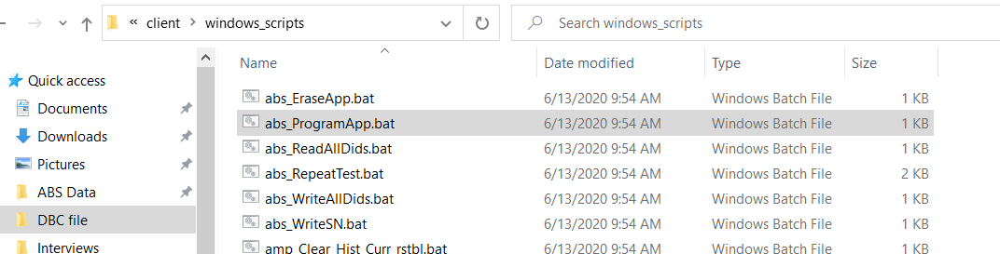 « client > windows_scripts Search windows_scripts
Name Date modified Type Size
Quick access
abs_EraseApp.bat 6/13/2020 9:54 AM Windows Batch File 1 KB
Documents
abs_ProgramApp.bat 6/13/2020 9:54 AM Windows Batch File 1 KB
Downloads
abs_ReadAllDids.bat 6/13/2020 9:54 AM Windows Batch File 1 KB
Pictures
abs_RepeatTest.bat 6/13/2020 9:54 AM Windows Batch File 2 KB
ABS Data
abs_WriteAllDids.bat 6/13/2020 9:54 AM Windows Batch File 1 KB
DBC file
abs_WriteSN.bat 6/13/2020 9:54 AM Windows Batch File 1 KB
Interviews
amp_Clear_Hist_Curr_rstbl.bat 6/13/2020 9:54 AM Windows Batch File 1 KB